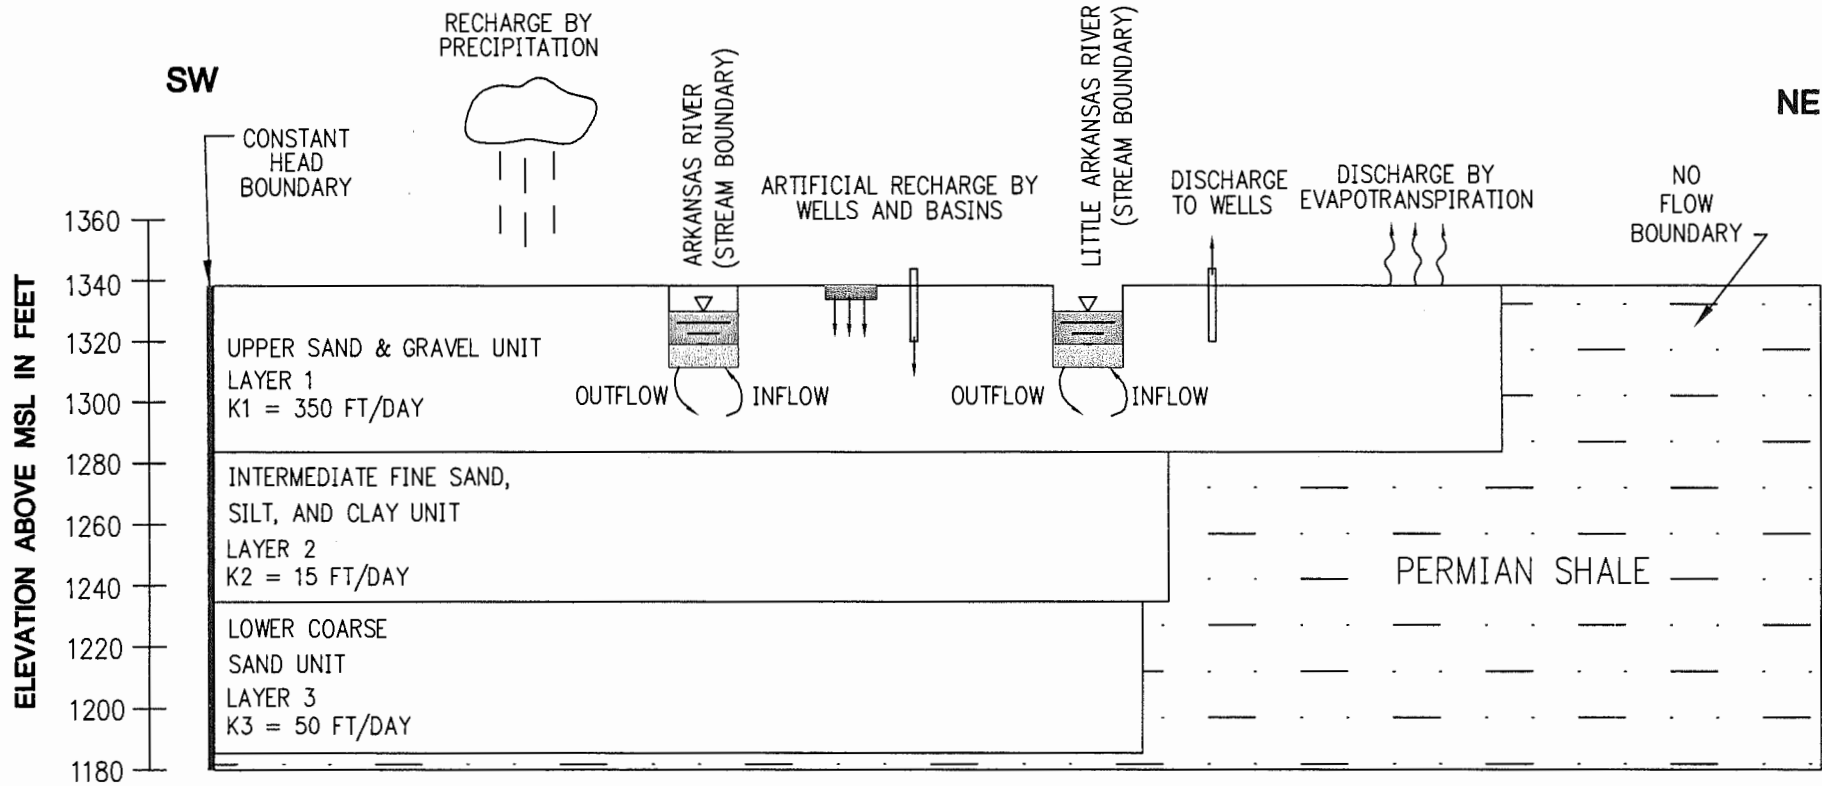 SW
RECHARGE BY
PRECIPITATION
CONSTANT
HEAD
BOUNDARY
ARKANSAS RIVER
(STREAM BOUNDARY)
ARTIFICIAL RECHARGE BY
WELLS AND BASINS
LITTLE ARKANSAS RIVER
(STREAM BOUNDARY)
DISCHARGE
TO WELLS
DISCHARGE BY
EVAPOTRANSPIRATION
NO
FLOW
BOUNDARY
NE
ELEVATION ABOVE MSL IN FEET
1360
1340
1320
1300
1280
1260
1240
1220
1200
1180
UPPER SAND & GRAVEL UNIT
LAYER 1
K1 = 350 FT/DAY
OUTFLOW
INFLOW
OUTFLOW
INFLOW
INTERMEDIATE FINE SAND,
SILT, AND CLAY UNIT
LAYER 2
K2 = 15 FT/DAY
LOWER COARSE
SAND UNIT
LAYER 3
K3 = 50 FT/DAY
PERMIAN SHALE